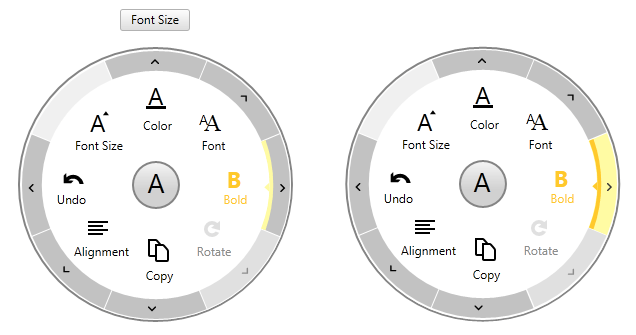 Font Size
A
Color
A
Font Size
AA
Font
Undo
A
B
Bold
Alignment
Copy
Rotate
A
Color
A
Font Size
AA
Font
Undo
A
B
Bold
Alignment
Copy
Rotate